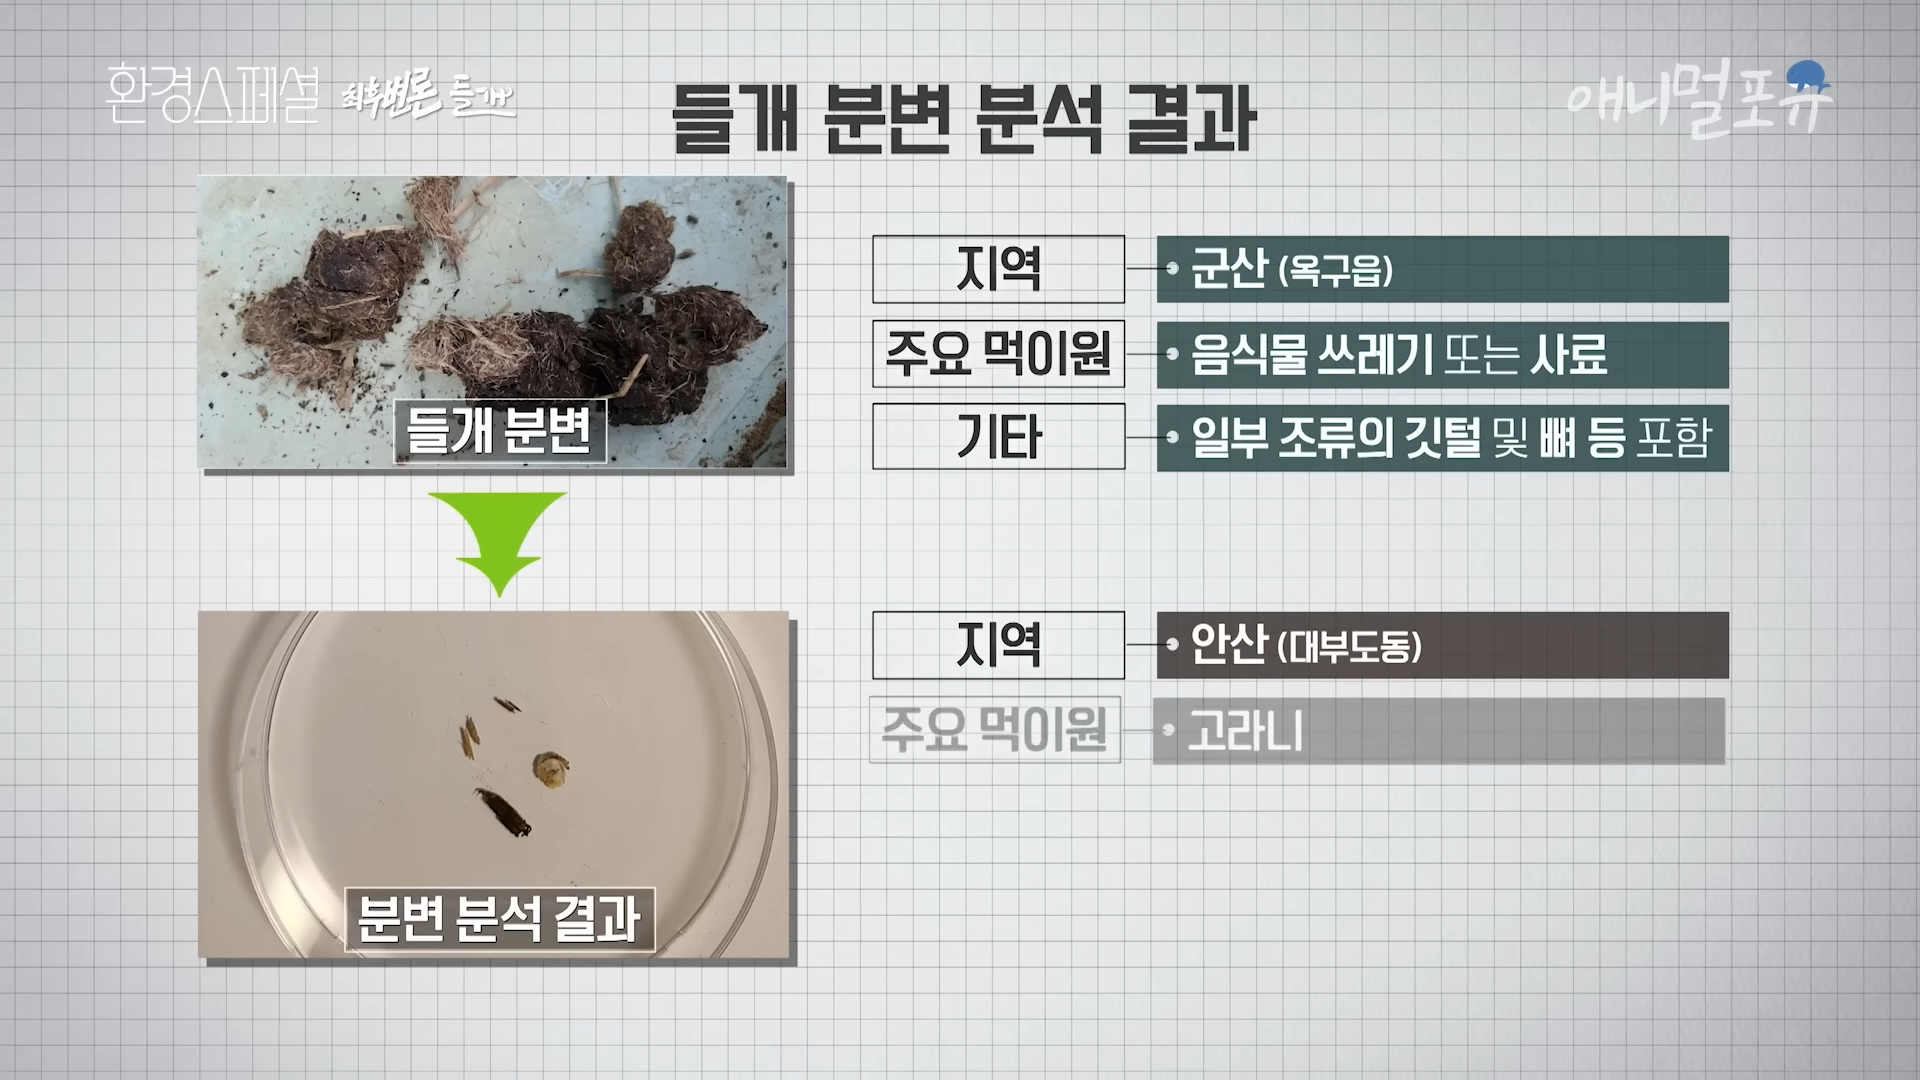 환경스페셜 최후변론 들개
애니멀포유
들개 분변 분석 결과
들개 분변
지역 군산 (옥구읍)
주요 먹이원 음식물 쓰레기 또는 사료
기타 일부 조류의 깃털 및 뼈 등 포함
분변 분석 결과
지역 안산 (대부도동)
주요 먹이원 고라니